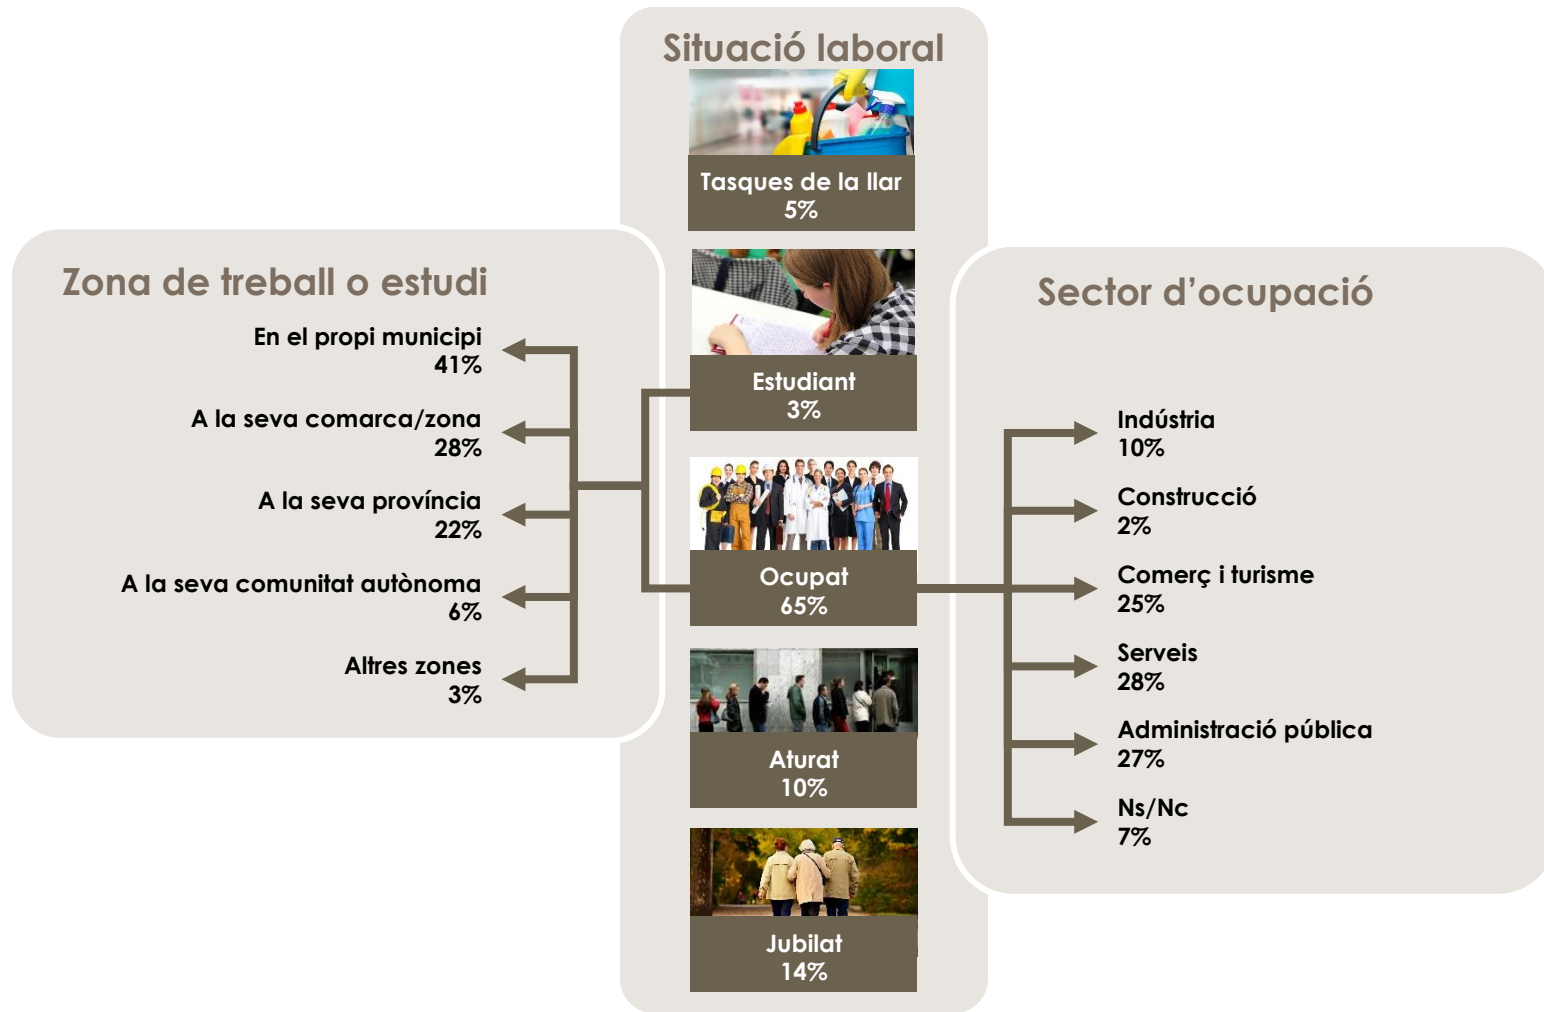 Situació laboral
Tasques de la llar
5%
Estudiant
3%
Ocupat
65%
Aturat
10%
Jubilat
14%
Zona de treball o estudi
En el propi municipi
41%
A la seva comarca/zona
28%
A la seva província
22%
A la seva comunitat autònoma
6%
Altres zones
3%
Sector d’ocupació
Indústria
10%
Construcció
2%
Comerç i turisme
25%
Serveis
28%
Administració pública
27%
Ns/Nc
7%